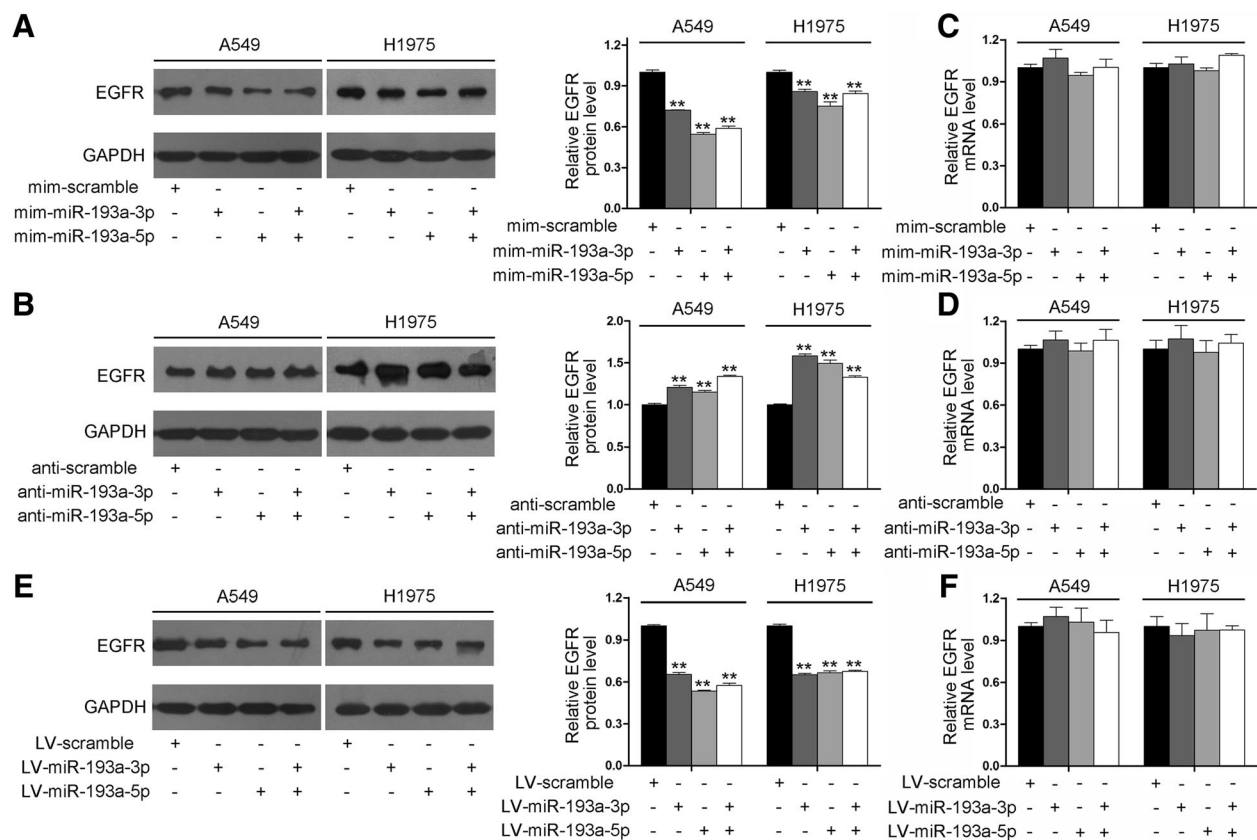 A
A549 H1975
EGFR
GAPDH
mim-scramble + - - - + - - -
mim-miR-193a-3p - + - + - + - +
mim-miR-193a-5p - - + + - - + +
A549 H1975
Relative EGFR
protein level
1.2
0.9
0.6
0.3
0.0
** ** ** ** ** **
mim-scramble + - - - + - - -
mim-miR-193a-3p - + - + - + - +
mim-miR-193a-5p - - + + - - + +
C
A549 H1975
Relative EGFR
mRNA level
1.2
0.9
0.6
0.3
0.0
mim-scramble + - - - + - - -
mim-miR-193a-3p - + - + - + - +
mim-miR-193a-5p - - + + - - + +
B
A549 H1975
EGFR
GAPDH
anti-scramble + - - - + - - -
anti-miR-193a-3p - + - + - + - +
anti-miR-193a-5p - - + + - - + +
A549 H1975
Relative EGFR
protein level
2.0
1.5
1.0
0.5
0.0
** ** ** ** ** **
anti-scramble + - - - + - - -
anti-miR-193a-3p - + - + - + - +
anti-miR-193a-5p - - + + - - + +
D
A549 H1975
Relative EGFR
mRNA level
1.2
0.9
0.6
0.3
0.0
anti-scramble + - - - + - - -
anti-miR-193a-3p - + - + - + - +
anti-miR-193a-5p - - + + - - + +
E
A549 H1975
EGFR
GAPDH
LV-scramble + - - - + - - -
LV-miR-193a-3p - + - + - + - +
LV-miR-193a-5p - - + + - - + +
A549 H1975
Relative EGFR
protein level
1.2
0.9
0.6
0.3
0.0
** ** ** ** ** **
LV-scramble + - - - + - - -
LV-miR-193a-3p - + - + - + - +
LV-miR-193a-5p - - + + - - + +
F
A549 H1975
Relative EGFR
mRNA level
1.2
0.9
0.6
0.3
0.0
LV-scramble + - - - + - - -
LV-miR-193a-3p - + - + - + - +
LV-miR-193a-5p - - + + - - + +